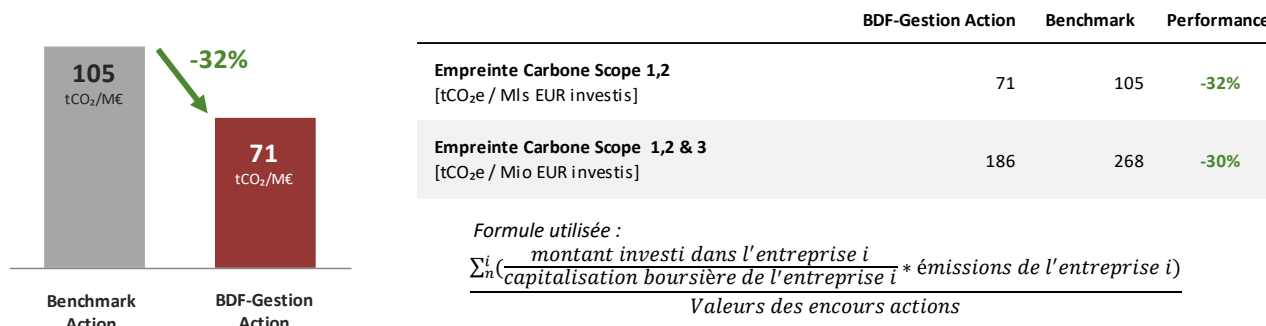 105
tCO₂/M€
-32%
71
tCO₂/M€
Benchmark
Action
BDF-Gestion
Action
BDF-Gestion Action Benchmark Performance
Empreinte Carbone Scope 1,2
[tCO₂e / Mls EUR investis]
71 105 -32%
Empreinte Carbone Scope 1,2 & 3
[tCO₂e / Mio EUR investis]
186 268 -30%
Formule utilisée :
montant investi dans l'entreprise i
∑ⁱₙ( * émissions de l'entreprise i)
capitalisation boursière de l'entreprise i
Valeurs des encours actions